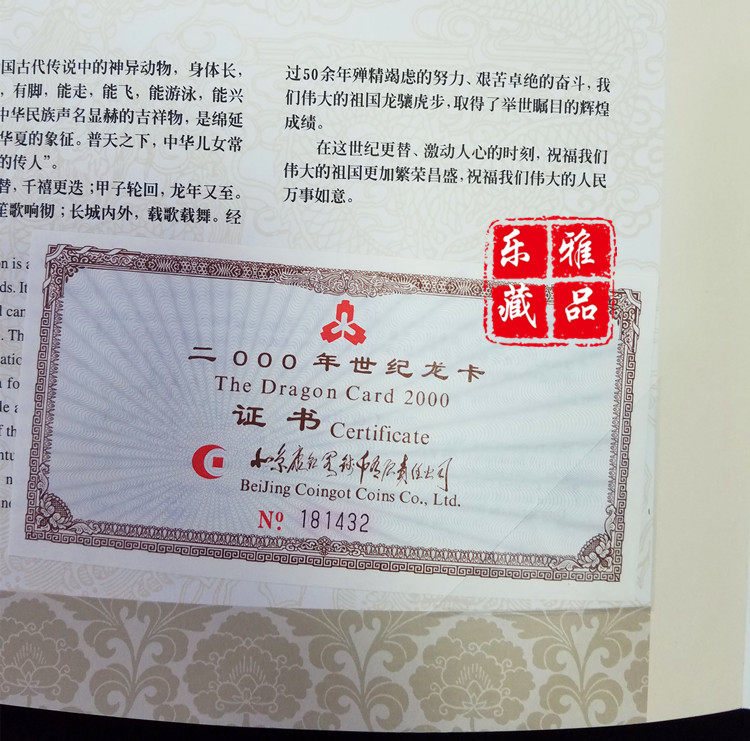 国古代传说中的神异动物，身体长，
，有脚，能走，能飞，能游泳，能兴
中华民族声名显赫的吉祥物，是绵延
华夏的象征。普天之下，中华儿女常
的传人”。
替，千禧更迭；甲子轮回，龙年又至。
笙歌响彻；长城内外，载歌载舞。经
过50余年殚精竭虑的努力、艰苦卓绝的奋斗，我
们伟大的祖国龙骧虎步，取得了举世瞩目的辉煌
成绩。
在这世纪更替、激动人心的时刻，祝福我们
伟大的祖国更加繁荣昌盛，祝福我们伟大的人民
万事如意。
on is
ds. It
can
. Th
n fo
of th
乐雅
藏品
二000年世纪龙卡
The Dragon Card 2000
证书 Certificate
BeiJing Coingot Coins Co., Ltd.
Nº 181432